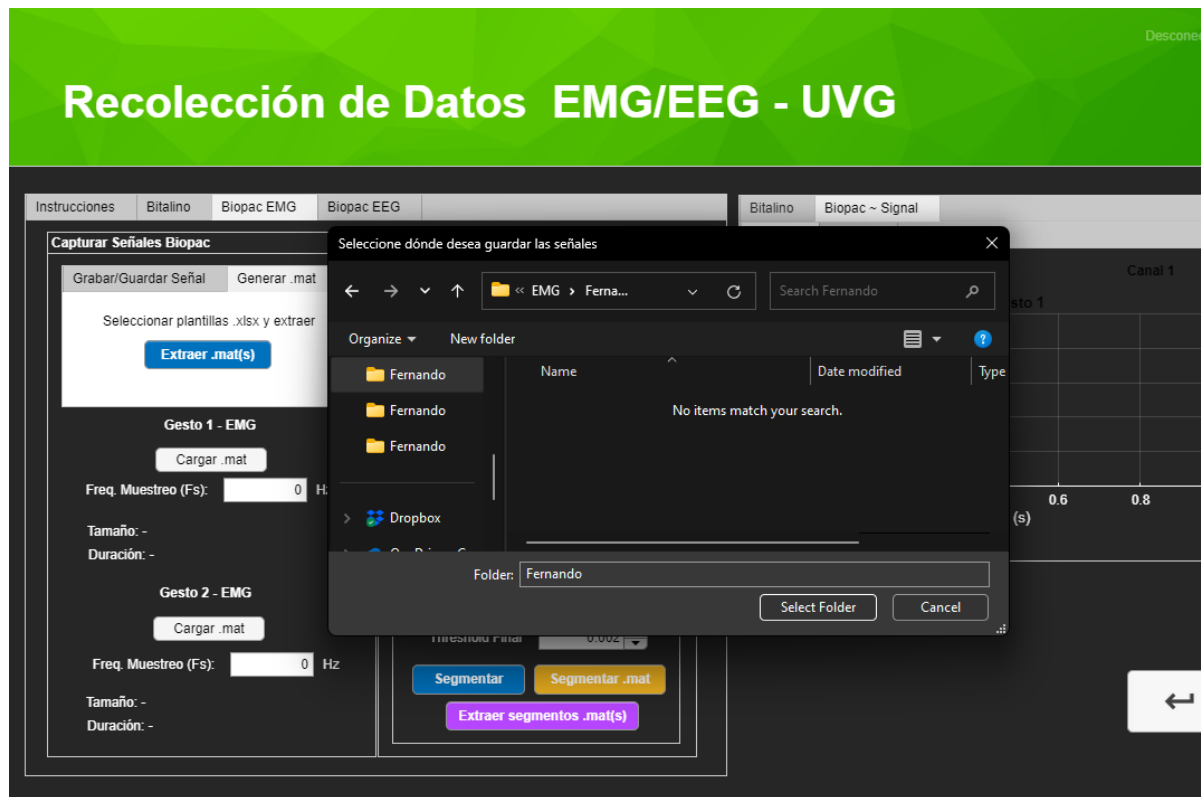 Desconec
Recolección de Datos EMG/EEG - UVG
Instrucciones Bitalino Biopac EMG Biopac EEG
Capturar Señales Biopac
Grabar/Guardar Señal Generar .mat
Seleccionar plantillas .xlsx y extraer
Extraer .mat(s)
Gesto 1 - EMG
Cargar .mat
Freq. Muestreo (Fs): 0 Hz
Tamaño: -
Duración: -
Gesto 2 - EMG
Cargar .mat
Freq. Muestreo (Fs): 0 Hz
Tamaño: -
Duración: -
Seleccione dónde desea guardar las señales
« EMG > Ferna...
Search Fernando
Organize New folder
Name Date modified Type
Fernando
Fernando
Fernando
No items match your search.
Dropbox
Folder: Fernando
Select Folder Cancel
Threshold Final 0.002
Segmentar Segmentar .mat
Extraer segmentos .mat(s)
Bitalino Biopac ~ Signal
Canal 1
sto 1
0.6 0.8
(s)